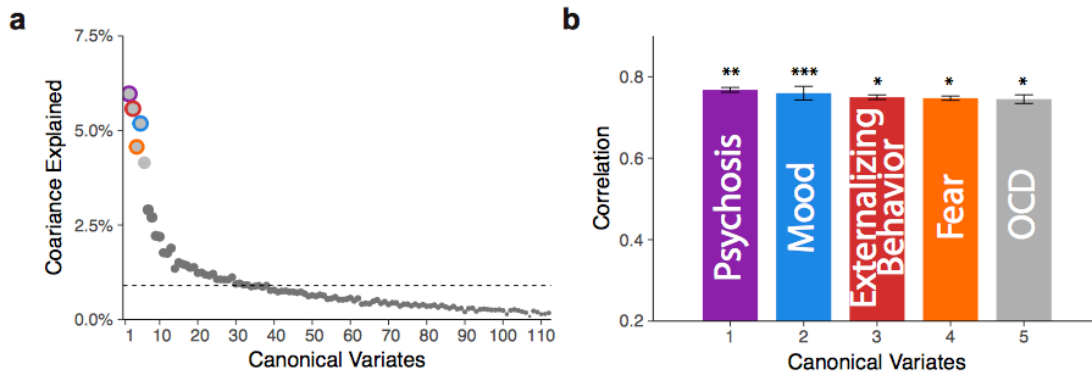 a
7.5%
5.0%
2.5%
0.0%
Coariance Explained
1 10 20 30 40 50 60 70 80 90 100 110
Canonical Variates
b
0.8
0.6
0.4
0.2
Correlation
** *** * * *
Psychosis
Mood
Externalizing
Behavior
Fear
OCD
1 2 3 4 5
Canonical Variates